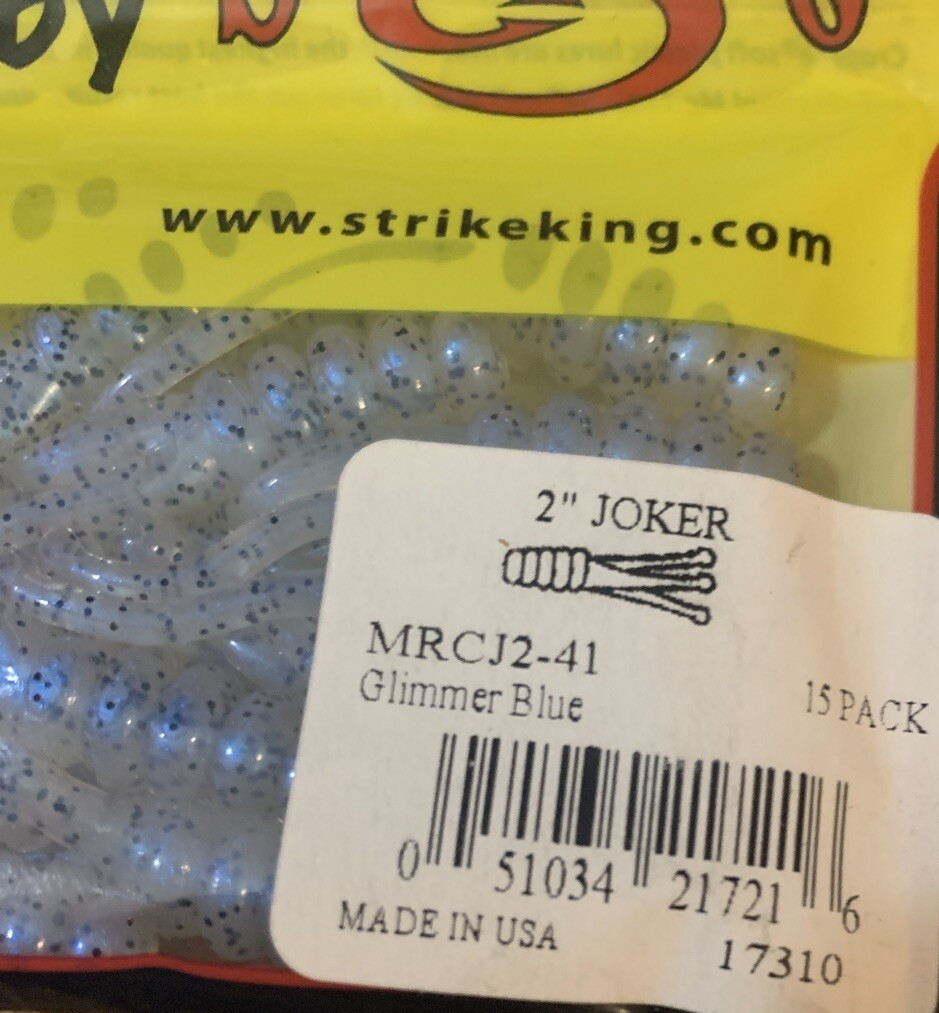 by
www.strikeking.com
2" JOKER
MRCJ2-41
Glimmer Blue
15 PACK
0 51034 21721 6
MADE IN USA
17310